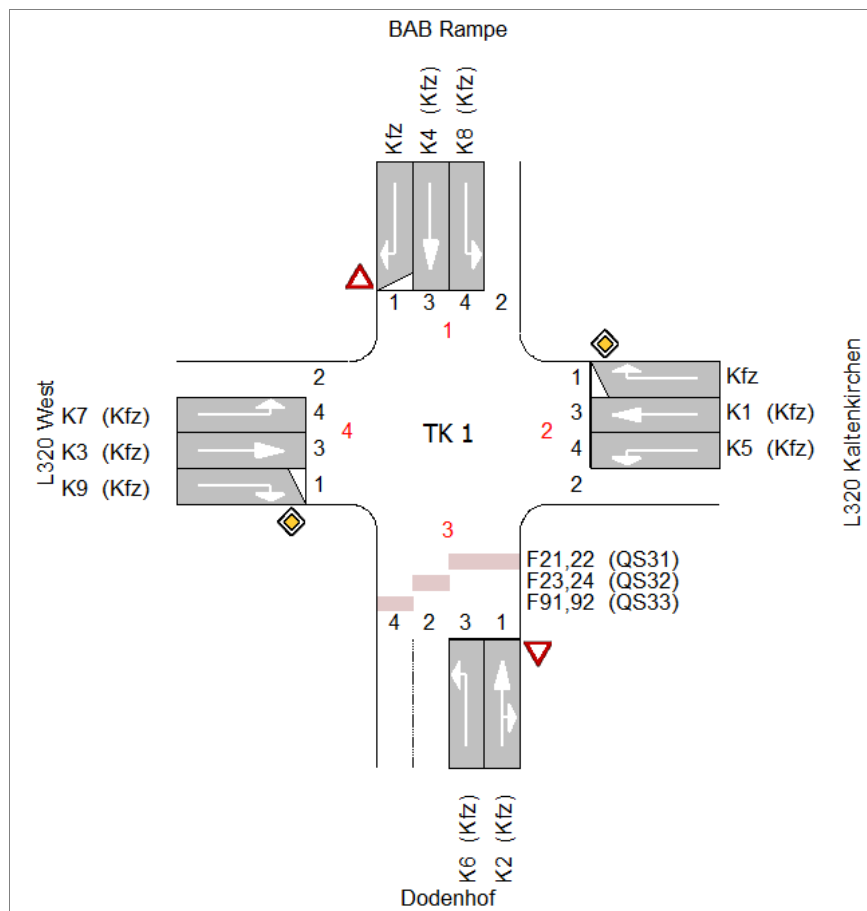 BAB Rampe
Kfz
K4 (Kfz)
K8 (Kfz)
1 3 4 2
1
L320 West
2
K7 (Kfz) 4
K3 (Kfz) 3
K9 (Kfz) 1
4
TK 1
2
1 Kfz
3 K1 (Kfz)
4 K5 (Kfz)
2
L320 Kaltenkirchen
3
F21,22 (QS31)
F23,24 (QS32)
F91,92 (QS33)
4 2 3 1
K6 (Kfz)
K2 (Kfz)
Dodenhof